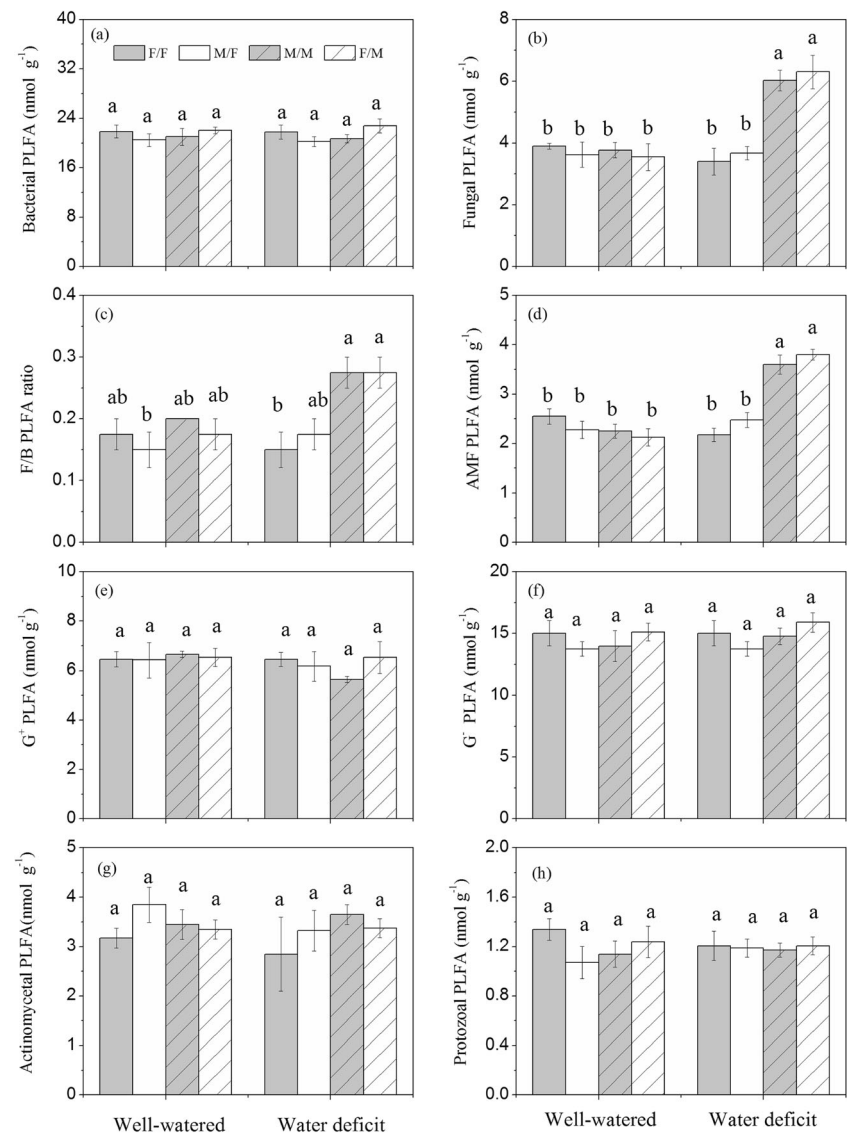 (a)
F/F M/F M/M F/M
Bacterial PLFA (nmol g⁻¹)
40
32
24
16
8
0
a a a a a a a a
(b)
Fungal PLFA (nmol g⁻¹)
8
6
4
2
0
b b b b b b a a
(c)
F/B PLFA ratio
0.4
0.3
0.2
0.1
0.0
ab b ab ab b ab a a
(d)
AMF PLFA (nmol g⁻¹)
5
4
3
2
1
0
b b b b b b a a
(e)
G⁺ PLFA (nmol g⁻¹)
10
8
6
4
2
0
a a a a a a a a
(f)
G⁻ PLFA (nmol g⁻¹)
20
15
10
5
0
a a a a a a a a
(g)
Actinomycetal PLFA(nmol g⁻¹)
5
4
3
2
1
0
a a a a a a a a
Well-watered Water deficit
(h)
Protozoal PLFA (nmol g⁻¹)
2.0
1.6
1.2
0.8
0.4
0.0
a a a a a a a a
Well-watered Water deficit